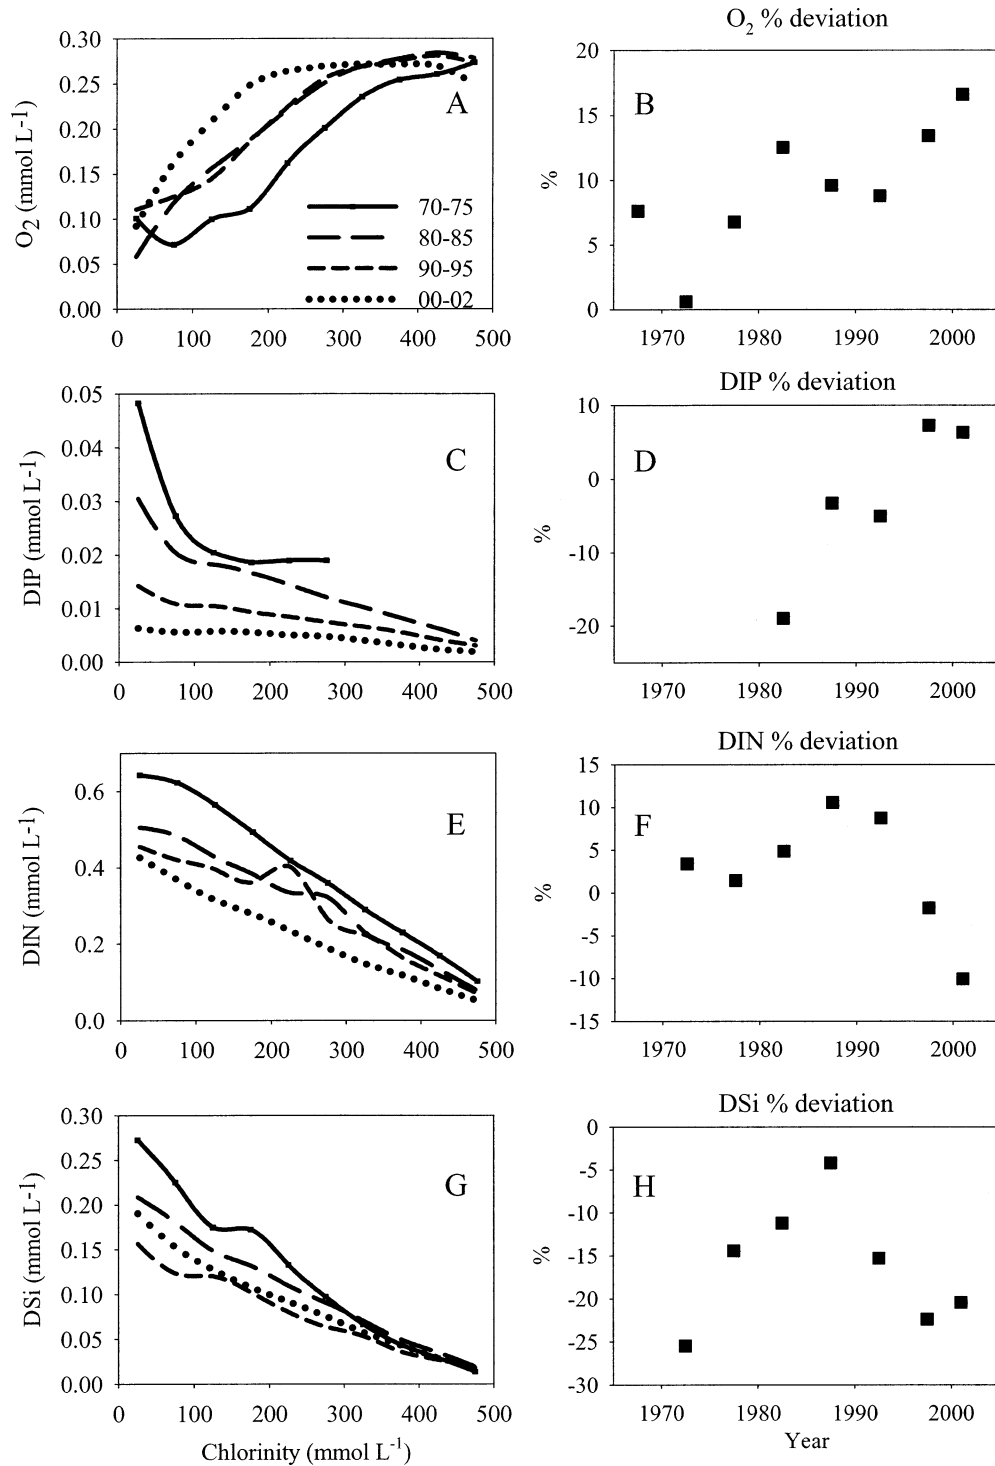 O2 % deviation
0.30
0.25
0.20
0.15
0.10
0.05
0.00
O2 (mmol L-1)
A
70-75
80-85
90-95
00-02
0 100 200 300 400 500
20
15
10
5
0
%
B
1970 1980 1990 2000
DIP % deviation
0.05
0.04
0.03
0.02
0.01
0.00
DIP (mmol L-1)
C
0 100 200 300 400 500
10
0
-10
-20
%
D
1970 1980 1990 2000
DIN % deviation
0.6
0.4
0.2
0.0
DIN (mmol L-1)
E
0 100 200 300 400 500
15
10
5
0
-5
-10
-15
%
F
1970 1980 1990 2000
DSi % deviation
0.30
0.25
0.20
0.15
0.10
0.05
0.00
DSi (mmol L-1)
G
0 100 200 300 400 500
Chlorinity (mmol L-1)
0
-5
-10
-15
-20
-25
-30
%
H
1970 1980 1990 2000
Year